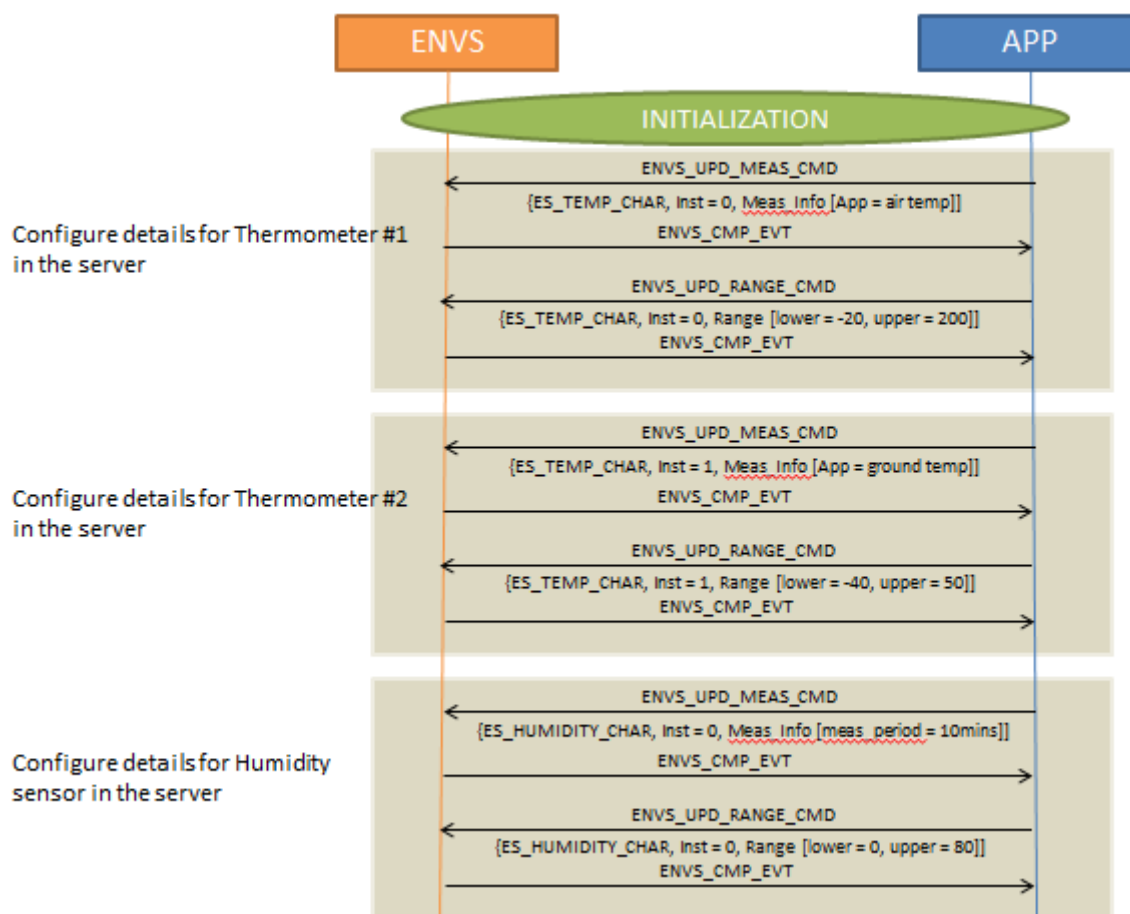 ENVS
APP
INITIALIZATION
ENVS_UPD_MEAS_CMD
{ES_TEMP_CHAR, Inst = 0, Meas_Info [App = air temp]]
Configure details for Thermometer #1
in the server
ENVS_CMP_EVT
ENVS_UPD_RANGE_CMD
{ES_TEMP_CHAR, Inst = 0, Range [lower = -20, upper = 200]]
ENVS_CMP_EVT
ENVS_UPD_MEAS_CMD
{ES_TEMP_CHAR, Inst = 1, Meas_Info [App = ground temp]]
Configure details for Thermometer #2
in the server
ENVS_CMP_EVT
ENVS_UPD_RANGE_CMD
{ES_TEMP_CHAR, Inst = 1, Range [lower = -40, upper = 50]]
ENVS_CMP_EVT
ENVS_UPD_MEAS_CMD
{ES_HUMIDITY_CHAR, Inst = 0, Meas_Info [meas_period = 10mins]]
Configure details for Humidity
sensor in the server
ENVS_CMP_EVT
ENVS_UPD_RANGE_CMD
{ES_HUMIDITY_CHAR, Inst = 0, Range [lower = 0, upper = 80]]
ENVS_CMP_EVT